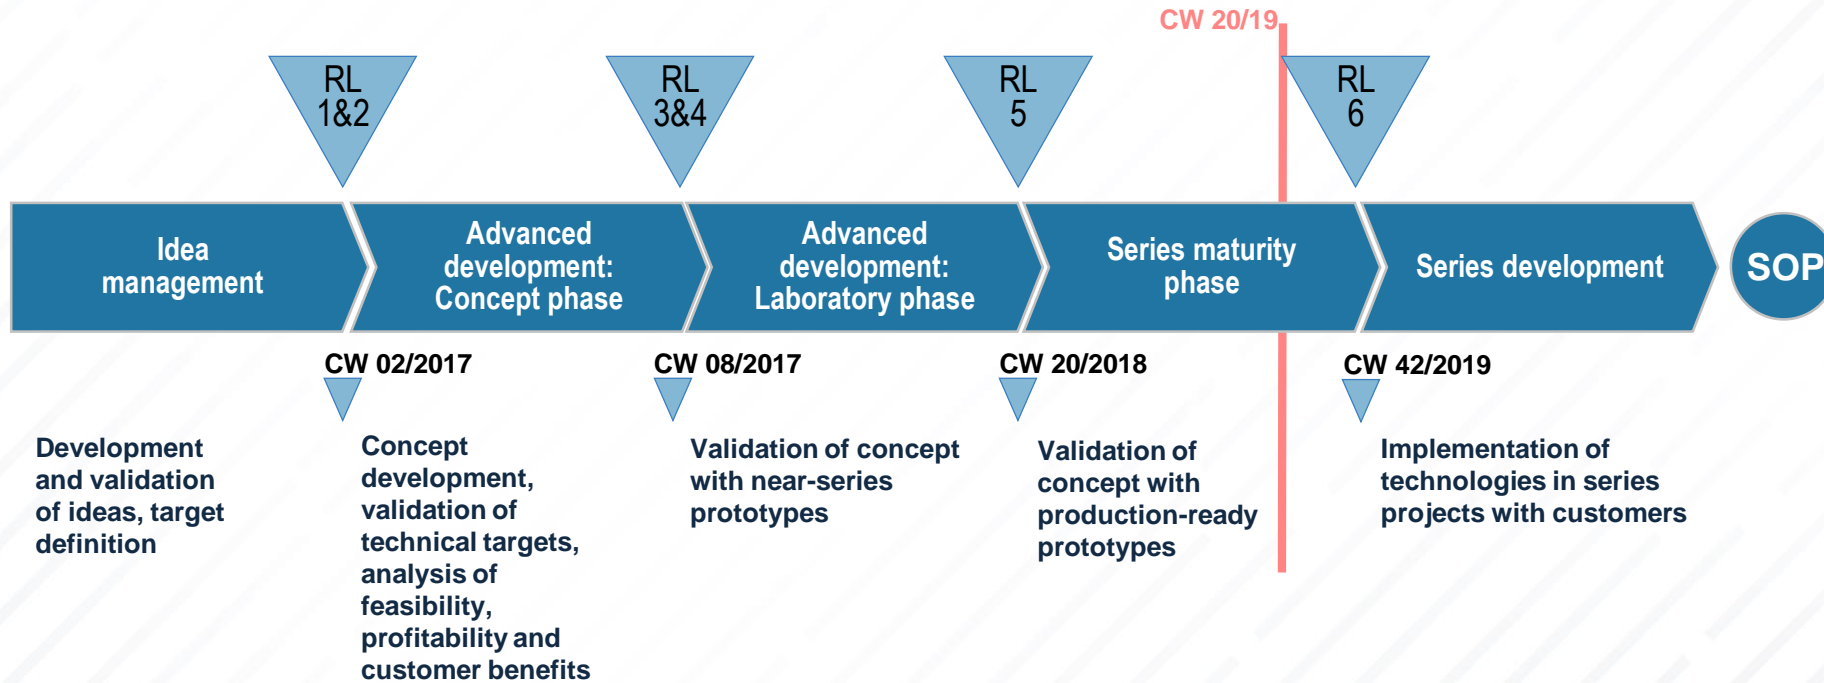 CW 20/19
RL
1&2
RL
3&4
RL
5
RL
6
Idea
management
Advanced
development:
Concept phase
Advanced
development:
Laboratory phase
Series maturity
phase
Series development
SOP
CW 02/2017
CW 08/2017
CW 20/2018
CW 42/2019
Development
and validation
of ideas, target
definition
Concept
development,
validation of
technical targets,
analysis of
feasibility,
profitability and
customer benefits
Validation of concept
with near-series
prototypes
Validation of
concept with
production-ready
prototypes
Implementation of
technologies in series
projects with customers